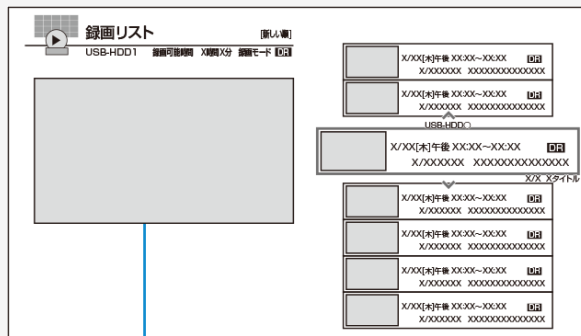 録画リスト
[新しい順]
USB-HDD1 録画可能時間 X時間X分 録画モード DR
X/XX[木]午後 XX:XX～XX:XX DR
X/XXXXXX XXXXXXXXXXXXXX
X/XX[木]午後 XX:XX～XX:XX DR
X/XXXXXX XXXXXXXXXXXXXX
USB-HDD○
X/XX[木]午後 XX:XX～XX:XX DR
X/XXXXXX XXXXXXXXXXXXXX
X/X Xタイトル
X/XX[木]午後 XX:XX～XX:XX DR
X/XXXXXX XXXXXXXXXXXXXX
X/XX[木]午後 XX:XX～XX:XX DR
X/XXXXXX XXXXXXXXXXXXXX
X/XX[木]午後 XX:XX～XX:XX DR
X/XXXXXX XXXXXXXXXXXXXX
X/XX[木]午後 XX:XX～XX:XX DR
X/XXXXXX XXXXXXXXXXXXXX